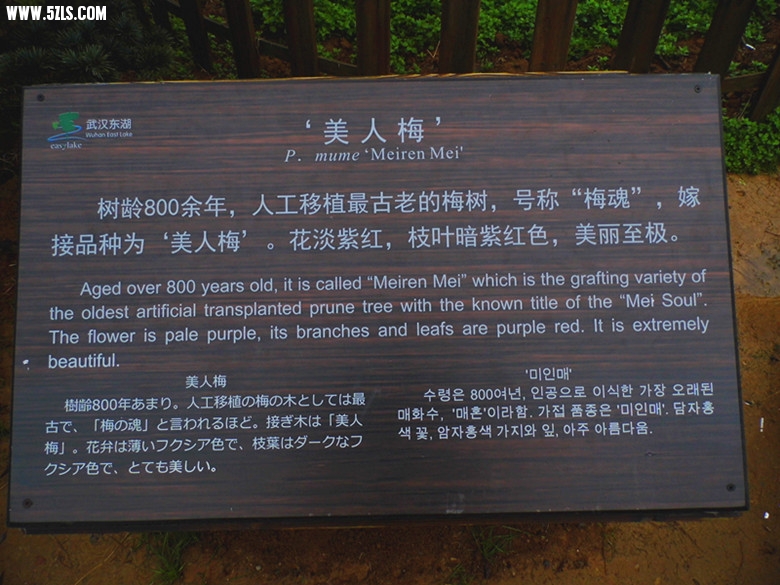 WWW.5ZLS.COM
武汉东湖
Wuhan East Lake
easylake
‘美人梅’
P. mume ‘Meiren Mei’
树龄800余年，人工移植最古老的梅树，号称“梅魂”，嫁
接品种为‘美人梅’。花淡紫红，枝叶暗紫红色，美丽至极。
Aged over 800 years old, it is called “Meiren Mei” which is the grafting variety of
the oldest artificial transplanted prune tree with the known title of the “Mei Soul”.
The flower is pale purple, its branches and leafs are purple red. It is extremely
beautiful.
美人梅
樹齢800年あまり。人工移植の梅の木としては最
古で、「梅の魂」と言われるほど。接ぎ木は「美人
梅」。花弁は薄いフクシア色で、枝葉はダークなフ
クシア色で、とても美しい。
'미인매'
수령은 800여년, 인공으로 이식한 가장 오래된
매화수, '매혼'이라함. 가접 품종은 '미인매'. 담자홍
색 꽃, 암자홍색 가지와 잎, 아주 아름다움.